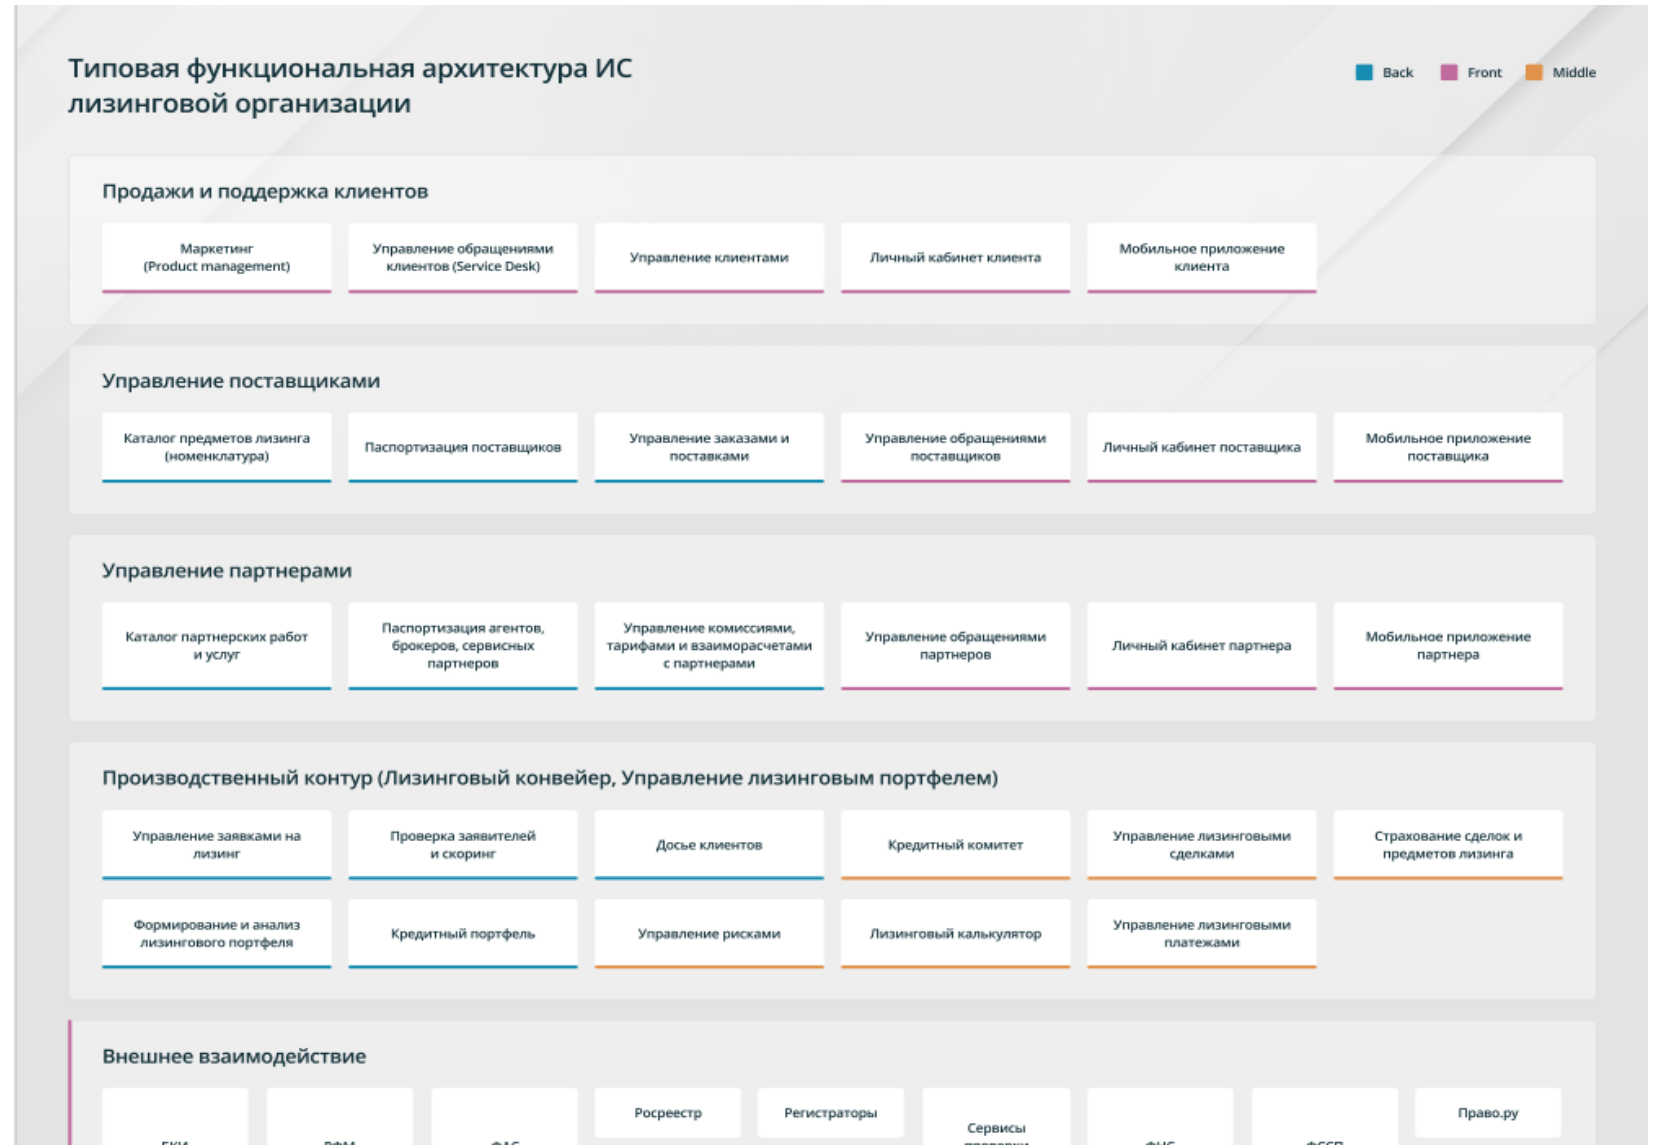 Типовая функциональная архитектура ИС
лизинговой организации
Back
Front
Middle
Продажи и поддержка клиентов
Маркетинг
(Product management)
Управление обращениями
клиентов (Service Desk)
Управление клиентами
Личный кабинет клиента
Мобильное приложение
клиента
Управление поставщиками
Каталог предметов лизинга
(номенклатура)
Паспортизация поставщиков
Управление заказами и
поставками
Управление обращениями
поставщиков
Личный кабинет поставщика
Мобильное приложение
поставщика
Управление партнерами
Каталог партнерских работ
и услуг
Паспортизация агентов,
брокеров, сервисных
партнеров
Управление комиссиями,
тарифами и взаиморасчетами
с партнерами
Управление обращениями
партнеров
Личный кабинет партнера
Мобильное приложение
партнера
Производственный контур (Лизинговый конвейер, Управление лизинговым портфелем)
Управление заявками на
лизинг
Проверка заявителей
и скоринг
Досье клиентов
Кредитный комитет
Управление лизинговыми
сделками
Страхование сделок и
предметов лизинга
Формирование и анализ
лизингового портфеля
Кредитный портфель
Управление рисками
Лизинговый калькулятор
Управление лизинговыми
платежами
Внешнее взаимодействие
Росреестр
Регистраторы
Сервисы
Право.ру